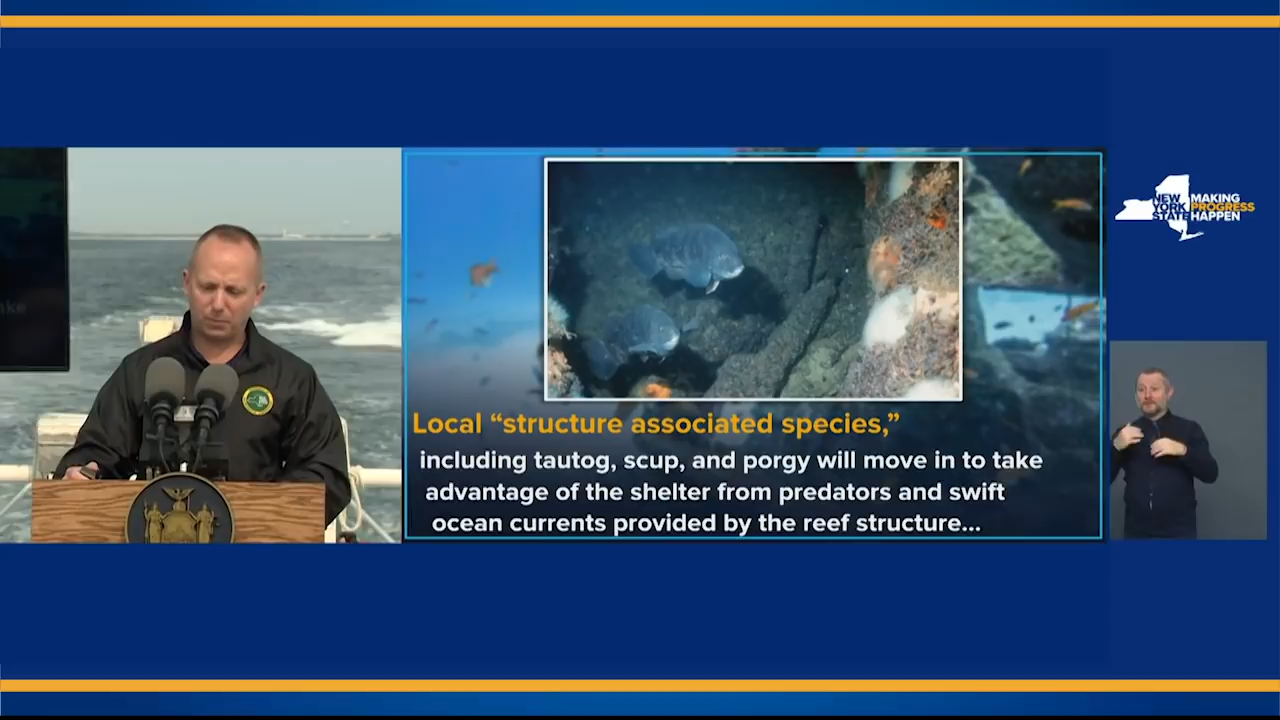 NEW
YORK
STATE
MAKING
PROGRESS
HAPPEN
Local “structure associated species,”
including tautog, scup, and porgy will move in to take
advantage of the shelter from predators and swift
ocean currents provided by the reef structure...